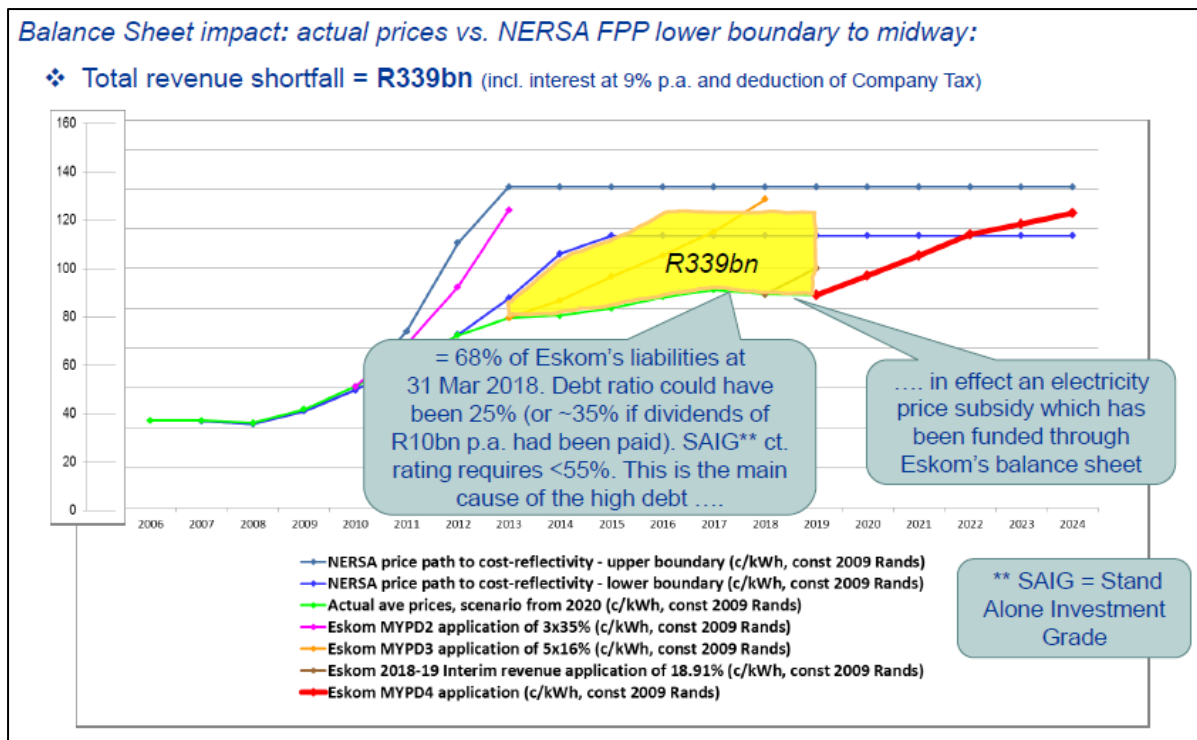 Balance Sheet impact: actual prices vs. NERSA FPP lower boundary to midway:
❖ Total revenue shortfall = R339bn (incl. interest at 9% p.a. and deduction of Company Tax)
160
140
120
100
80
60
40
20
0
R339bn
= 68% of Eskom's liabilities at
31 Mar 2018. Debt ratio could have
been 25% (or ~35% if dividends of
R10bn p.a. had been paid). SAIG** ct.
rating requires <55%. This is the main
cause of the high debt ….
…. in effect an electricity
price subsidy which has
been funded through
Eskom's balance sheet
2006 2007 2008 2009 2010 2011 2012 2013 2014 2015 2016 2017 2018 2019 2020 2021 2022 2023 2024
NERSA price path to cost-reflectivity - upper boundary (c/kWh, const 2009 Rands)
NERSA price path to cost-reflectivity - lower boundary (c/kWh, const 2009 Rands)
Actual ave prices, scenario from 2020 (c/kWh, const 2009 Rands)
Eskom MYPD2 application of 3x35% (c/kWh, const 2009 Rands)
Eskom MYPD3 application of 5x16% (c/kWh, const 2009 Rands)
Eskom 2018-19 Interim revenue application of 18.91% (c/kWh, const 2009 Rands)
Eskom MYPD4 application (c/kWh, const 2009 Rands)
** SAIG = Stand
Alone Investment
Grade